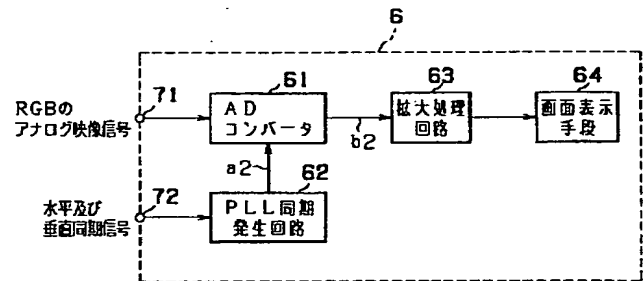 6
RGBの
アナログ映像信号
71
61
AD
コンバータ
b2
63
拡大処理
回路
64
画面表示
手段
a2
水平及び
垂直同期信号
72
62
PLL同期
発生回路